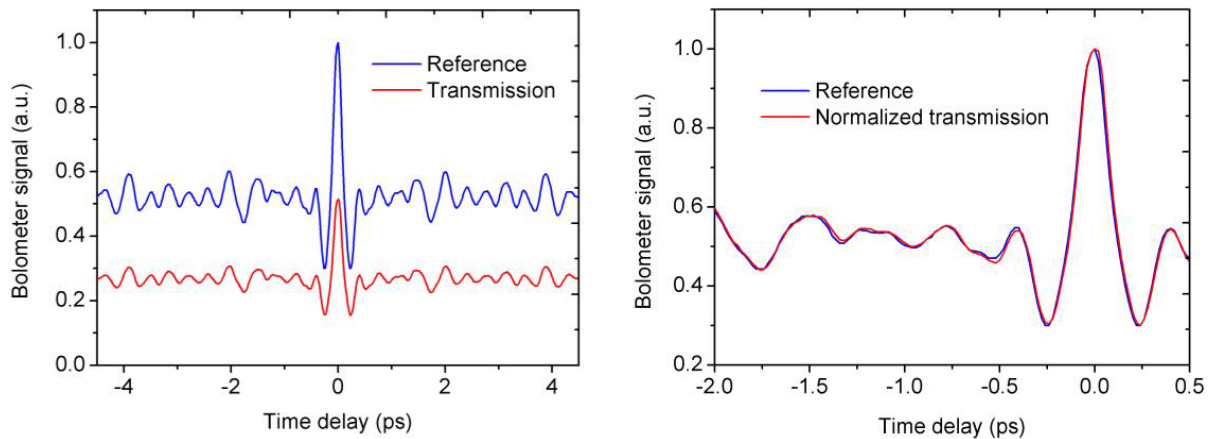 Bolometer signal (a.u.)
1.0
0.8
0.6
0.4
0.2
0.0
Reference
Transmission
-4
-2
0
2
4
Time delay (ps)
Bolometer signal (a.u.)
1.0
0.8
0.6
0.4
0.2
Reference
Normalized transmission
-2.0
-1.5
-1.0
-0.5
0.0
0.5
Time delay (ps)